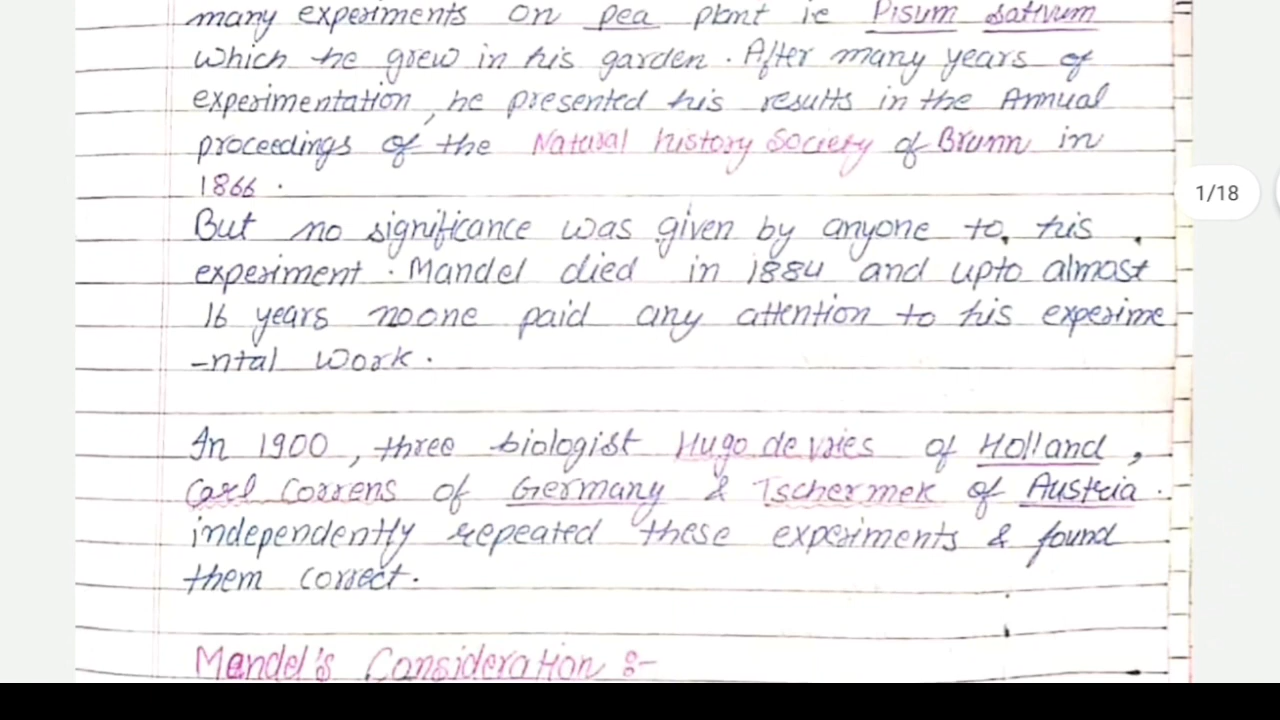 many experiments on pea plant ie Pisum sativum
which he grew in his garden. After many years of
experimentation, he presented his results in the Annual
proceedings of the Natural history Society of Brunn in
1866.
But no significance was given by anyone to his
experiment. Mandel died in 1884 and upto almost
16 years noone paid any attention to his experime
-ntal work.
In 1900, three biologist Hugo de vries of Holland,
Carl Correns of Germany & Tschermek of Austria.
independently repeated these experiments & found
them correct.
Mendel's Consideration :-
1/18